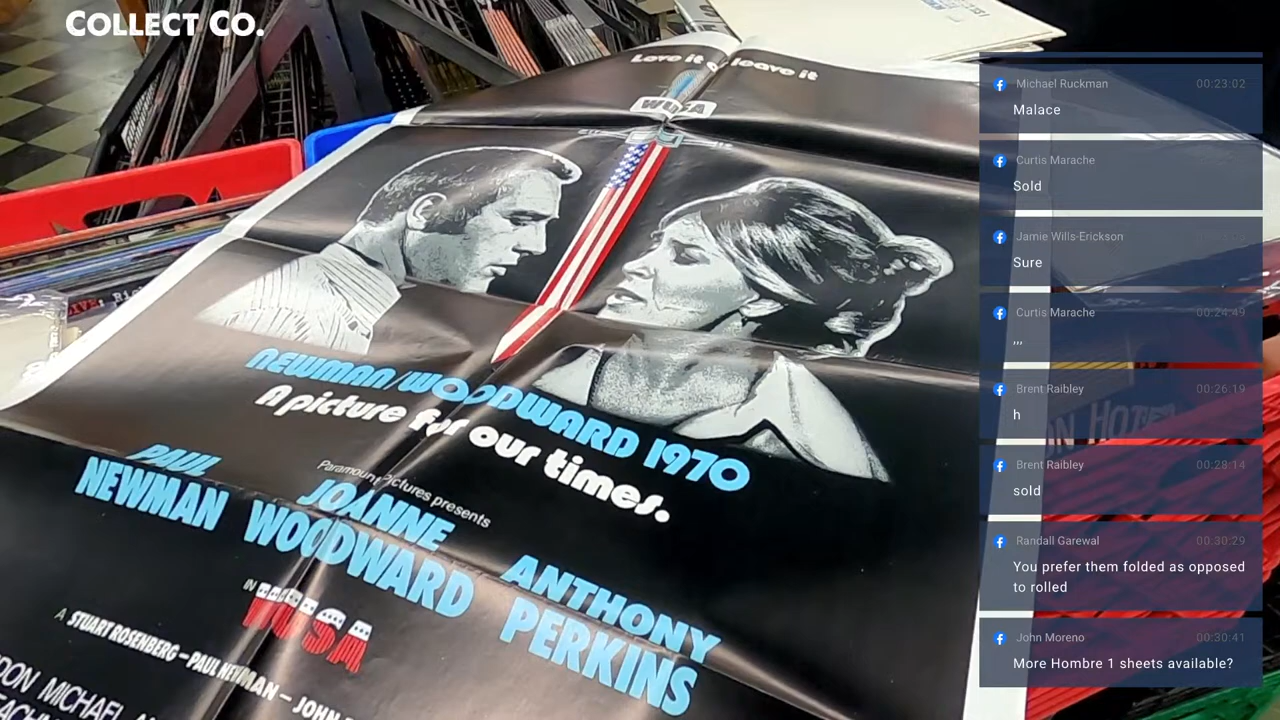 COLLECT CO.
Love it o leave it
WUSA
NEWMAN/WOODWARD 1970
A picture for our times.
Paramount Pictures presents
PAUL
NEWMAN
JOANNE
WOODWARD
ANTHONY
PERKINS
IN
WUSA
A STUART ROSENBERG – PAUL NEWMAN – JOHN
DON MICHAEL
Michael Ruckman 00:23:02
Malace
Curtis Marache
Sold
Jamie Wills-Erickson
Sure
Curtis Marache 00:24:49
,,,
Brent Raibley 00:26:19
h
Brent Raibley 00:28:14
sold
Randall Garewal 00:30:29
You prefer them folded as opposed
to rolled
John Moreno 00:30:41
More Hombre 1 sheets available?